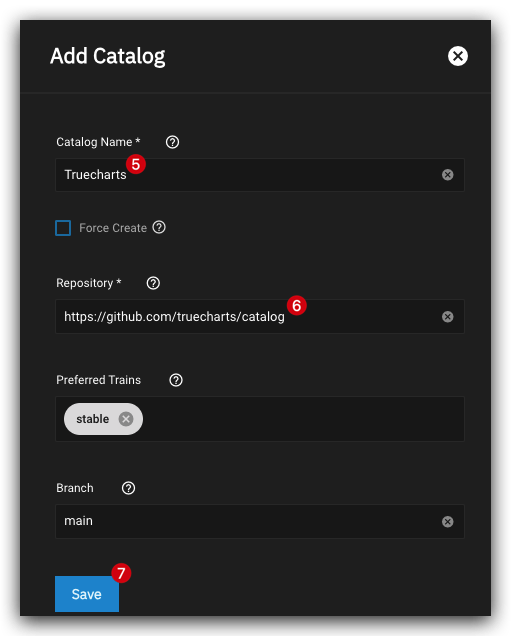 Add Catalog
Catalog Name *
Truecharts
5
Force Create
Repository *
https://github.com/truecharts/catalog
6
Preferred Trains
stable
Branch
main
7
Save